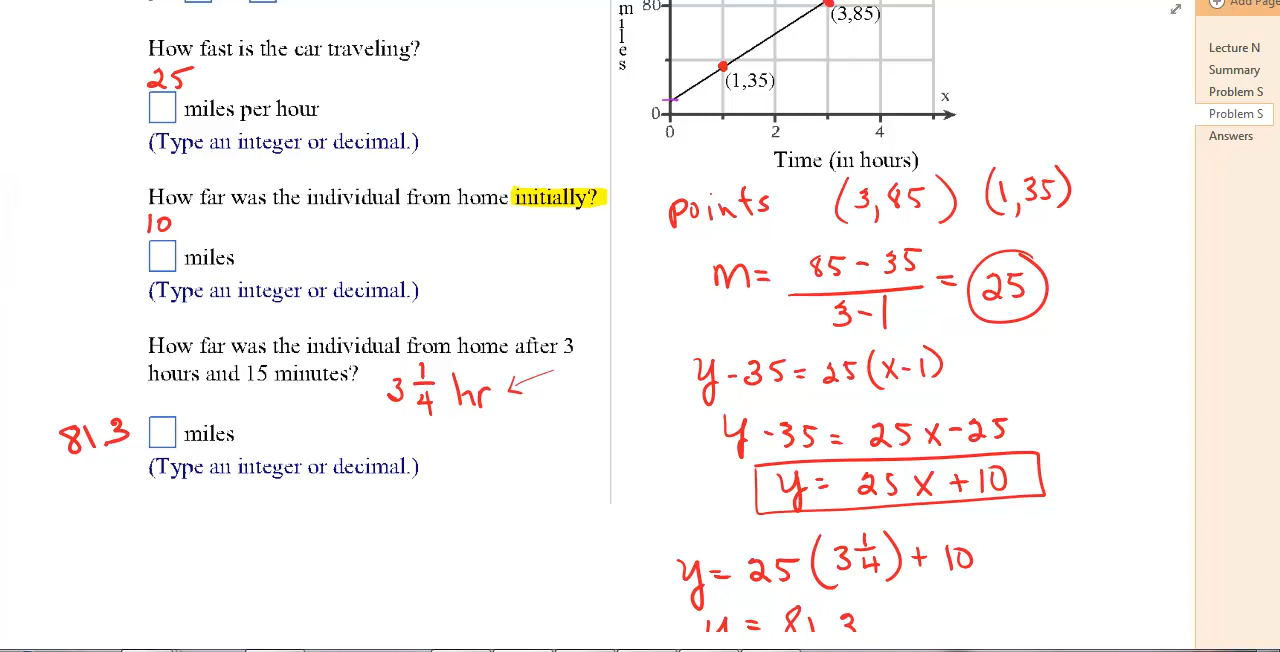 How fast is the car traveling?
25
miles per hour
(Type an integer or decimal.)
How far was the individual from home initially?
10
miles
(Type an integer or decimal.)
How far was the individual from home after 3
hours and 15 minutes?
3 1/4 hr
81.3
miles
(Type an integer or decimal.)
miles
80
(3,85)
(1,35)
x
0
0 2 4
Time (in hours)
points (3,85) (1,35)
m = 85 - 35 / 3 - 1 = 25
y - 35 = 25(x - 1)
y - 35 = 25x - 25
y = 25x + 10
y = 25(3 1/4) + 10
y = 81.3
Add Page
Lecture N
Summary
Problem S
Problem S
Answers